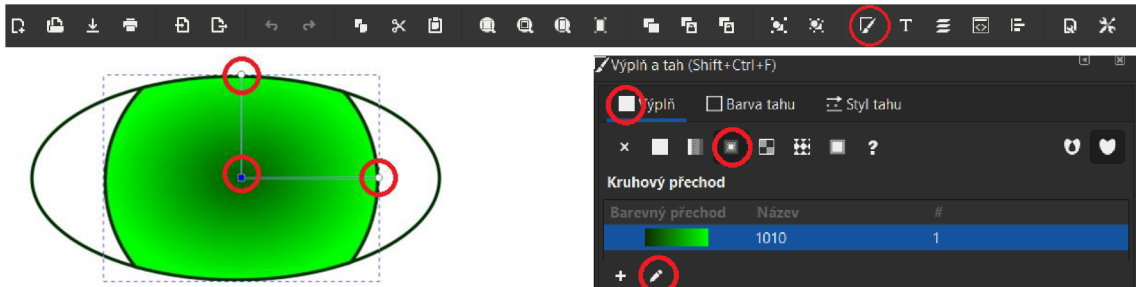 T
Výplň a tah (Shift+Ctrl+F)
Výplň Barva tahu Styl tahu
× ?
Kruhový přechod
Barevný přechod Název #
1010 1
+